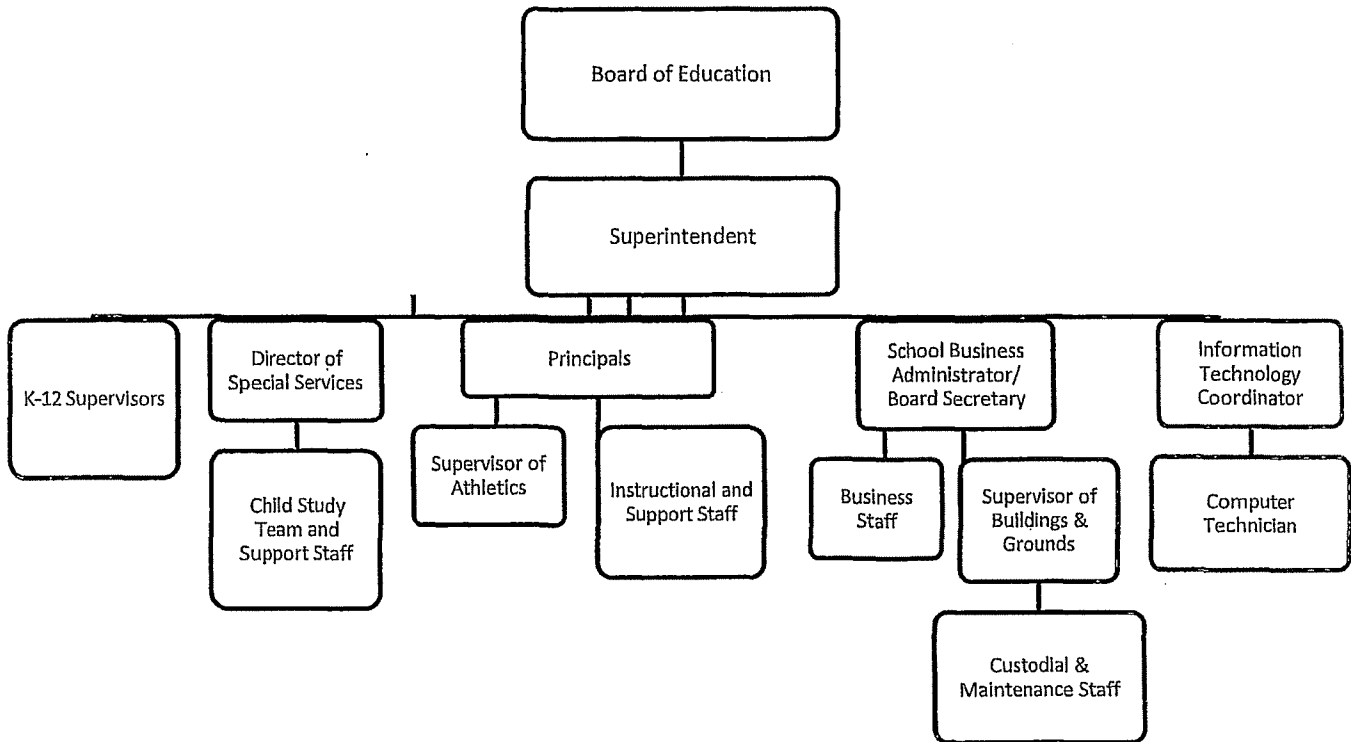 Board of Education
Superintendent
K-12 Supervisors
Director of
Special Services
Principals
School Business
Administrator/
Board Secretary
Information
Technology
Coordinator
Child Study
Team and
Support Staff
Supervisor of
Athletics
Instructional and
Support Staff
Business
Staff
Supervisor of
Buildings &
Grounds
Computer
Technician
Custodial &
Maintenance Staff